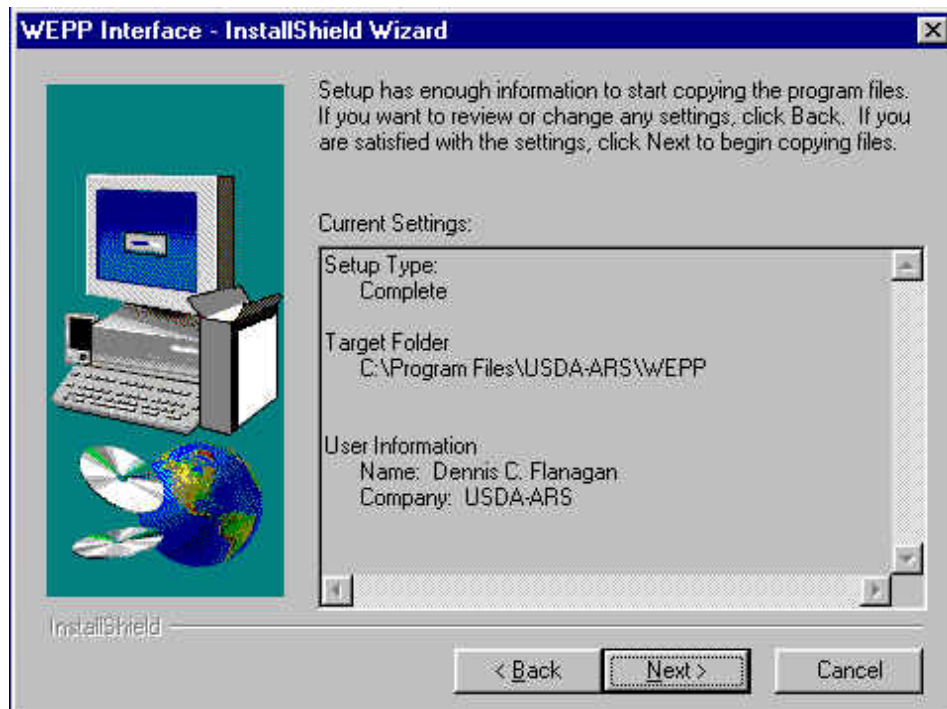 WEPP Interface - InstallShield Wizard
Setup has enough information to start copying the program files.
If you want to review or change any settings, click Back.  If you
are satisfied with the settings, click Next to begin copying files.
Current Settings:
Setup Type:
Complete
Target Folder
C:\Program Files\USDA-ARS\WEPP
User Information
Name:  Dennis C. Flanagan
Company:  USDA-ARS
InstallShield
< Back
Next >
Cancel